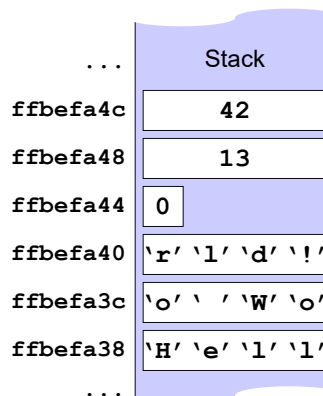 ... Stack
ffbefa4c 42
ffbefa48 13
ffbefa44 0
ffbefa40 ‘r’ ‘l’ ‘d’ ‘!’
ffbefa3c ‘o’ ‘ ’ ‘W’ ‘o’
ffbefa38 ‘H’ ‘e’ ‘l’ ‘l’
...